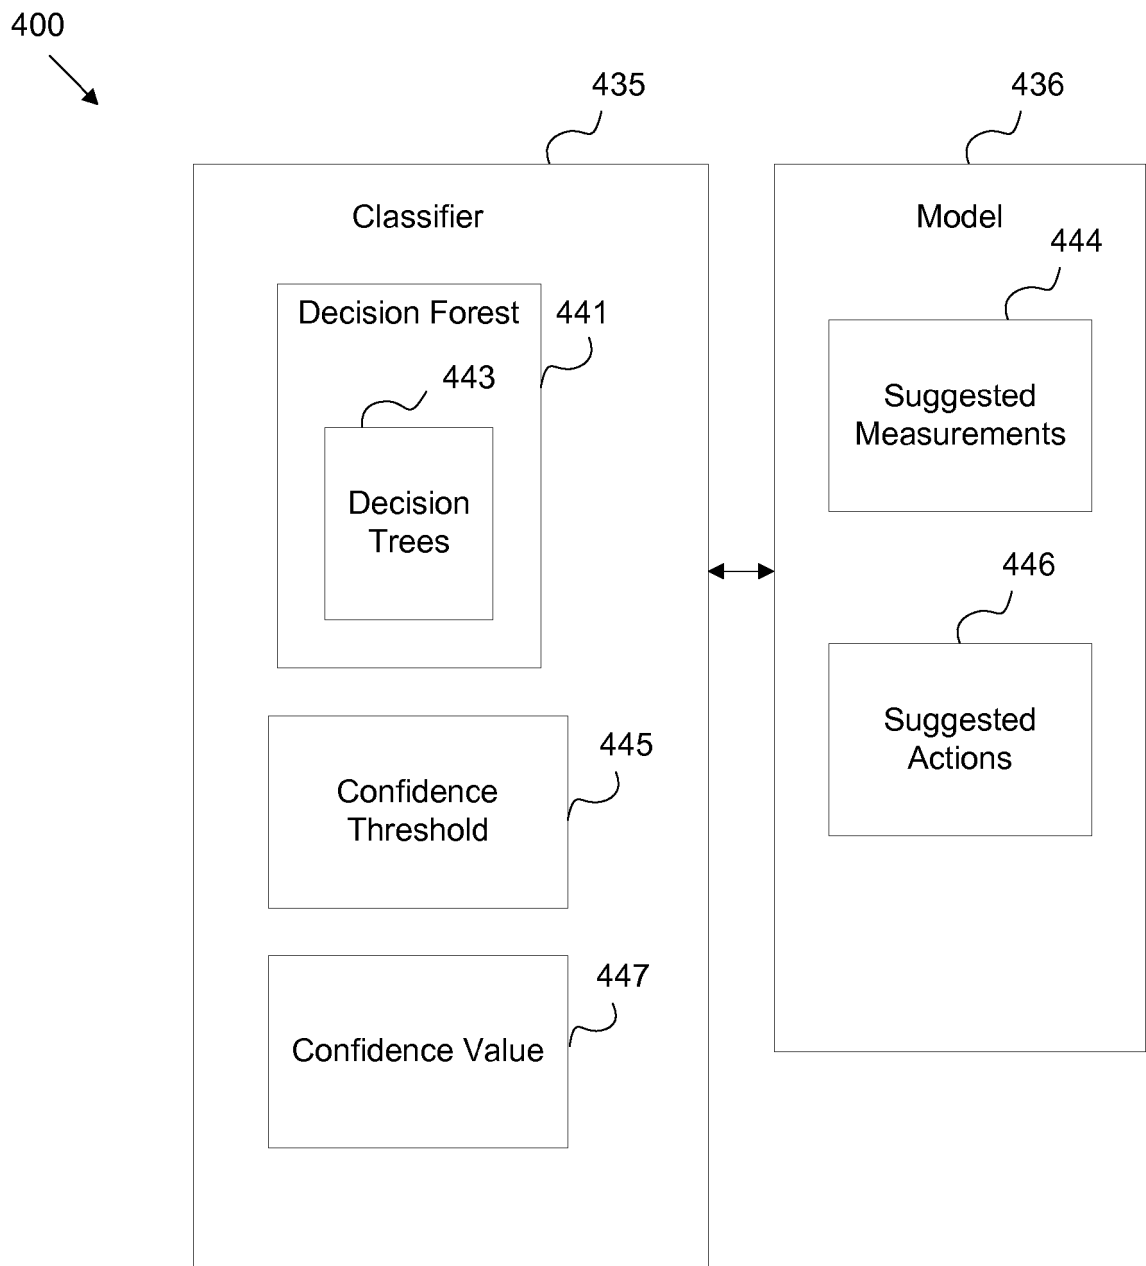 400
435
436
Classifier
Model
444
Decision Forest
441
443
Suggested
Measurements
Decision
Trees
446
Suggested
Actions
445
Confidence
Threshold
447
Confidence Value